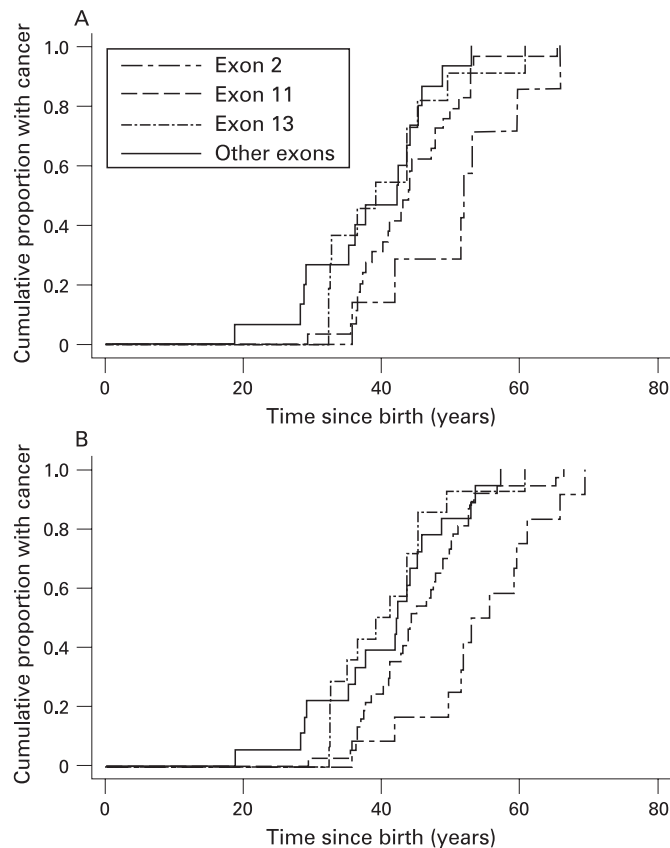 A
Cumulative proportion with cancer
1.0
0.8
0.6
0.4
0.2
0
Exon 2
Exon 11
Exon 13
Other exons
0
20
40
60
80
Time since birth (years)
B
Cumulative proportion with cancer
1.0
0.8
0.6
0.4
0.2
0
0
20
40
60
80
Time since birth (years)